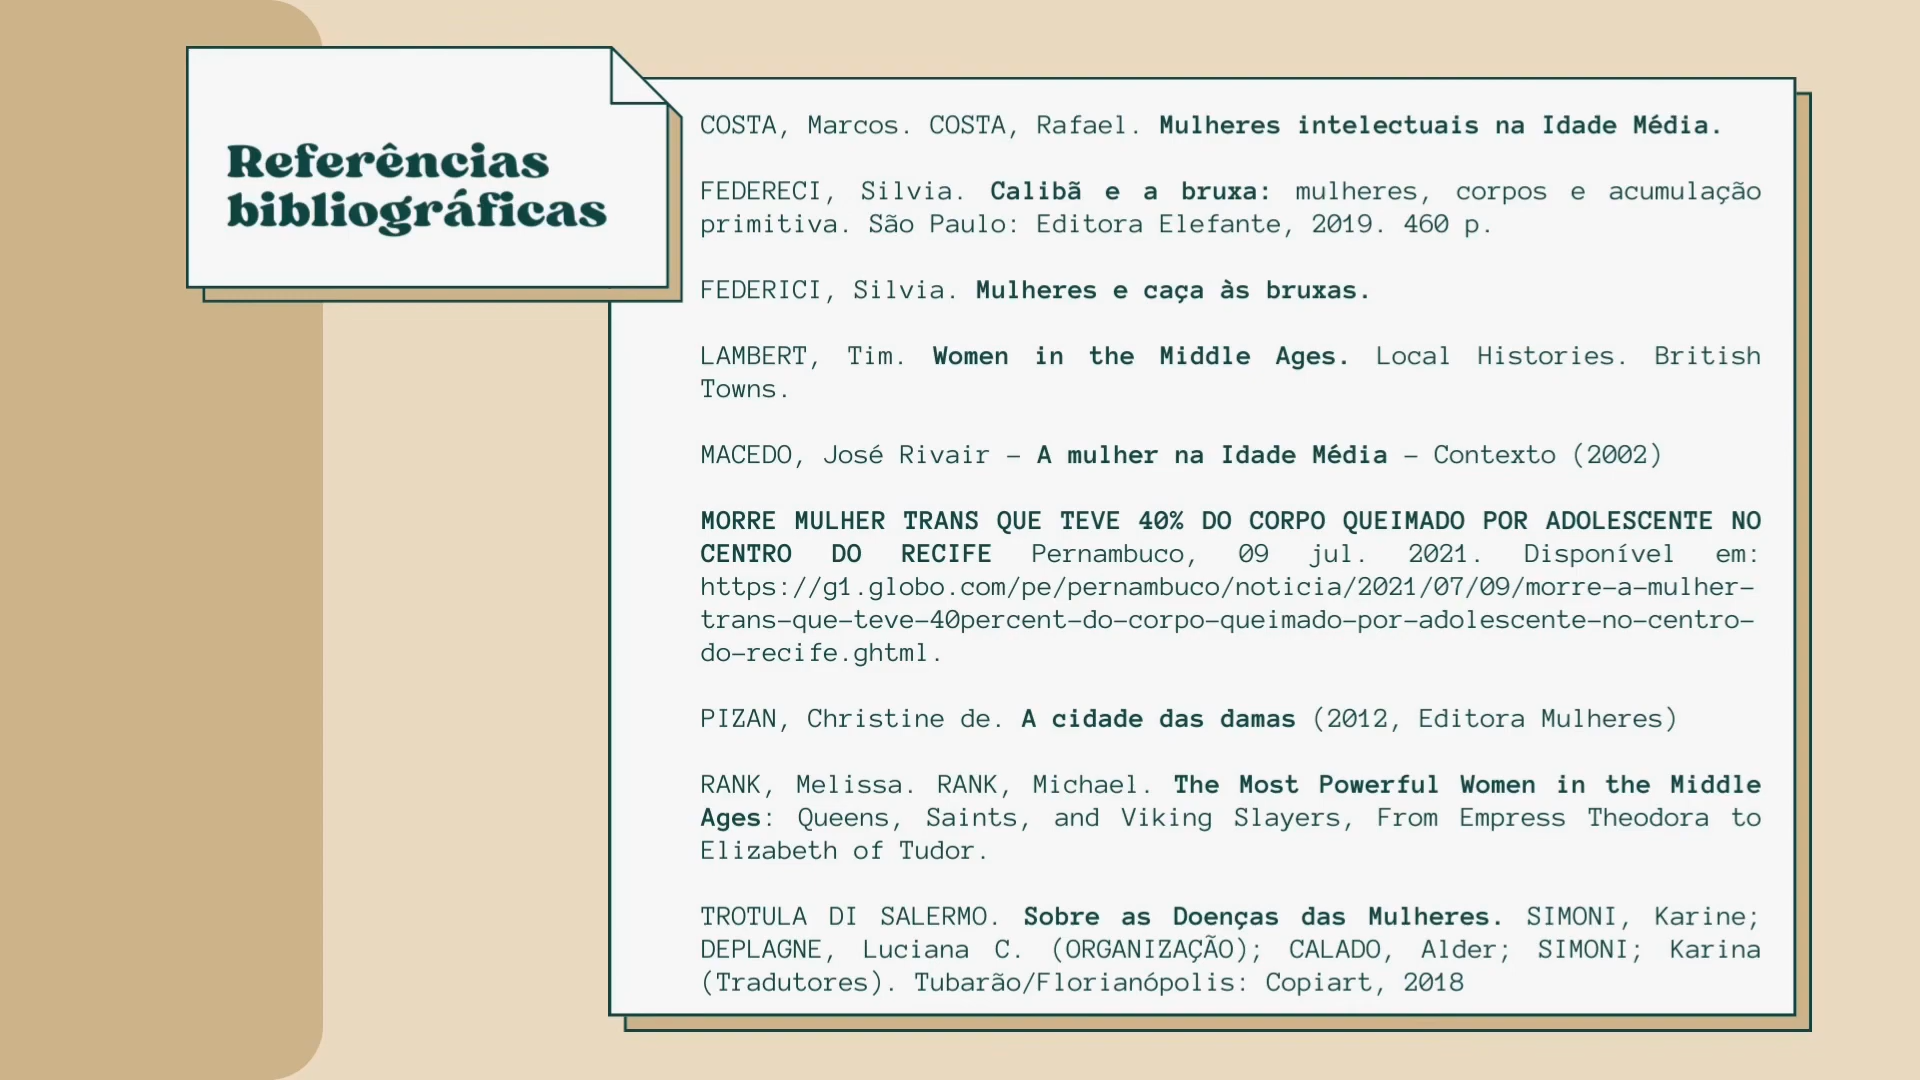 Referências
bibliográficas
COSTA, Marcos. COSTA, Rafael. Mulheres intelectuais na Idade Média.
FEDERECI, Silvia. Calibã e a bruxa: mulheres, corpos e acumulação
primitiva. São Paulo: Editora Elefante, 2019. 460 p.
FEDERICI, Silvia. Mulheres e caça às bruxas.
LAMBERT, Tim. Women in the Middle Ages. Local Histories. British
Towns.
MACEDO, José Rivair – A mulher na Idade Média – Contexto (2002)
MORRE MULHER TRANS QUE TEVE 40% DO CORPO QUEIMADO POR ADOLESCENTE NO
CENTRO DO RECIFE Pernambuco, 09 jul. 2021. Disponível em:
https://g1.globo.com/pe/pernambuco/noticia/2021/07/09/morre-a-mulher-
trans-que-teve-40percent-do-corpo-queimado-por-adolescente-no-centro-
do-recife.ghtml.
PIZAN, Christine de. A cidade das damas (2012, Editora Mulheres)
RANK, Melissa. RANK, Michael. The Most Powerful Women in the Middle
Ages: Queens, Saints, and Viking Slayers, From Empress Theodora to
Elizabeth of Tudor.
TROTULA DI SALERMO. Sobre as Doenças das Mulheres. SIMONI, Karine;
DEPLAGNE, Luciana C. (ORGANIZAÇÃO); CALADO, Alder; SIMONI; Karina
(Tradutores). Tubarão/Florianópolis: Copiart, 2018